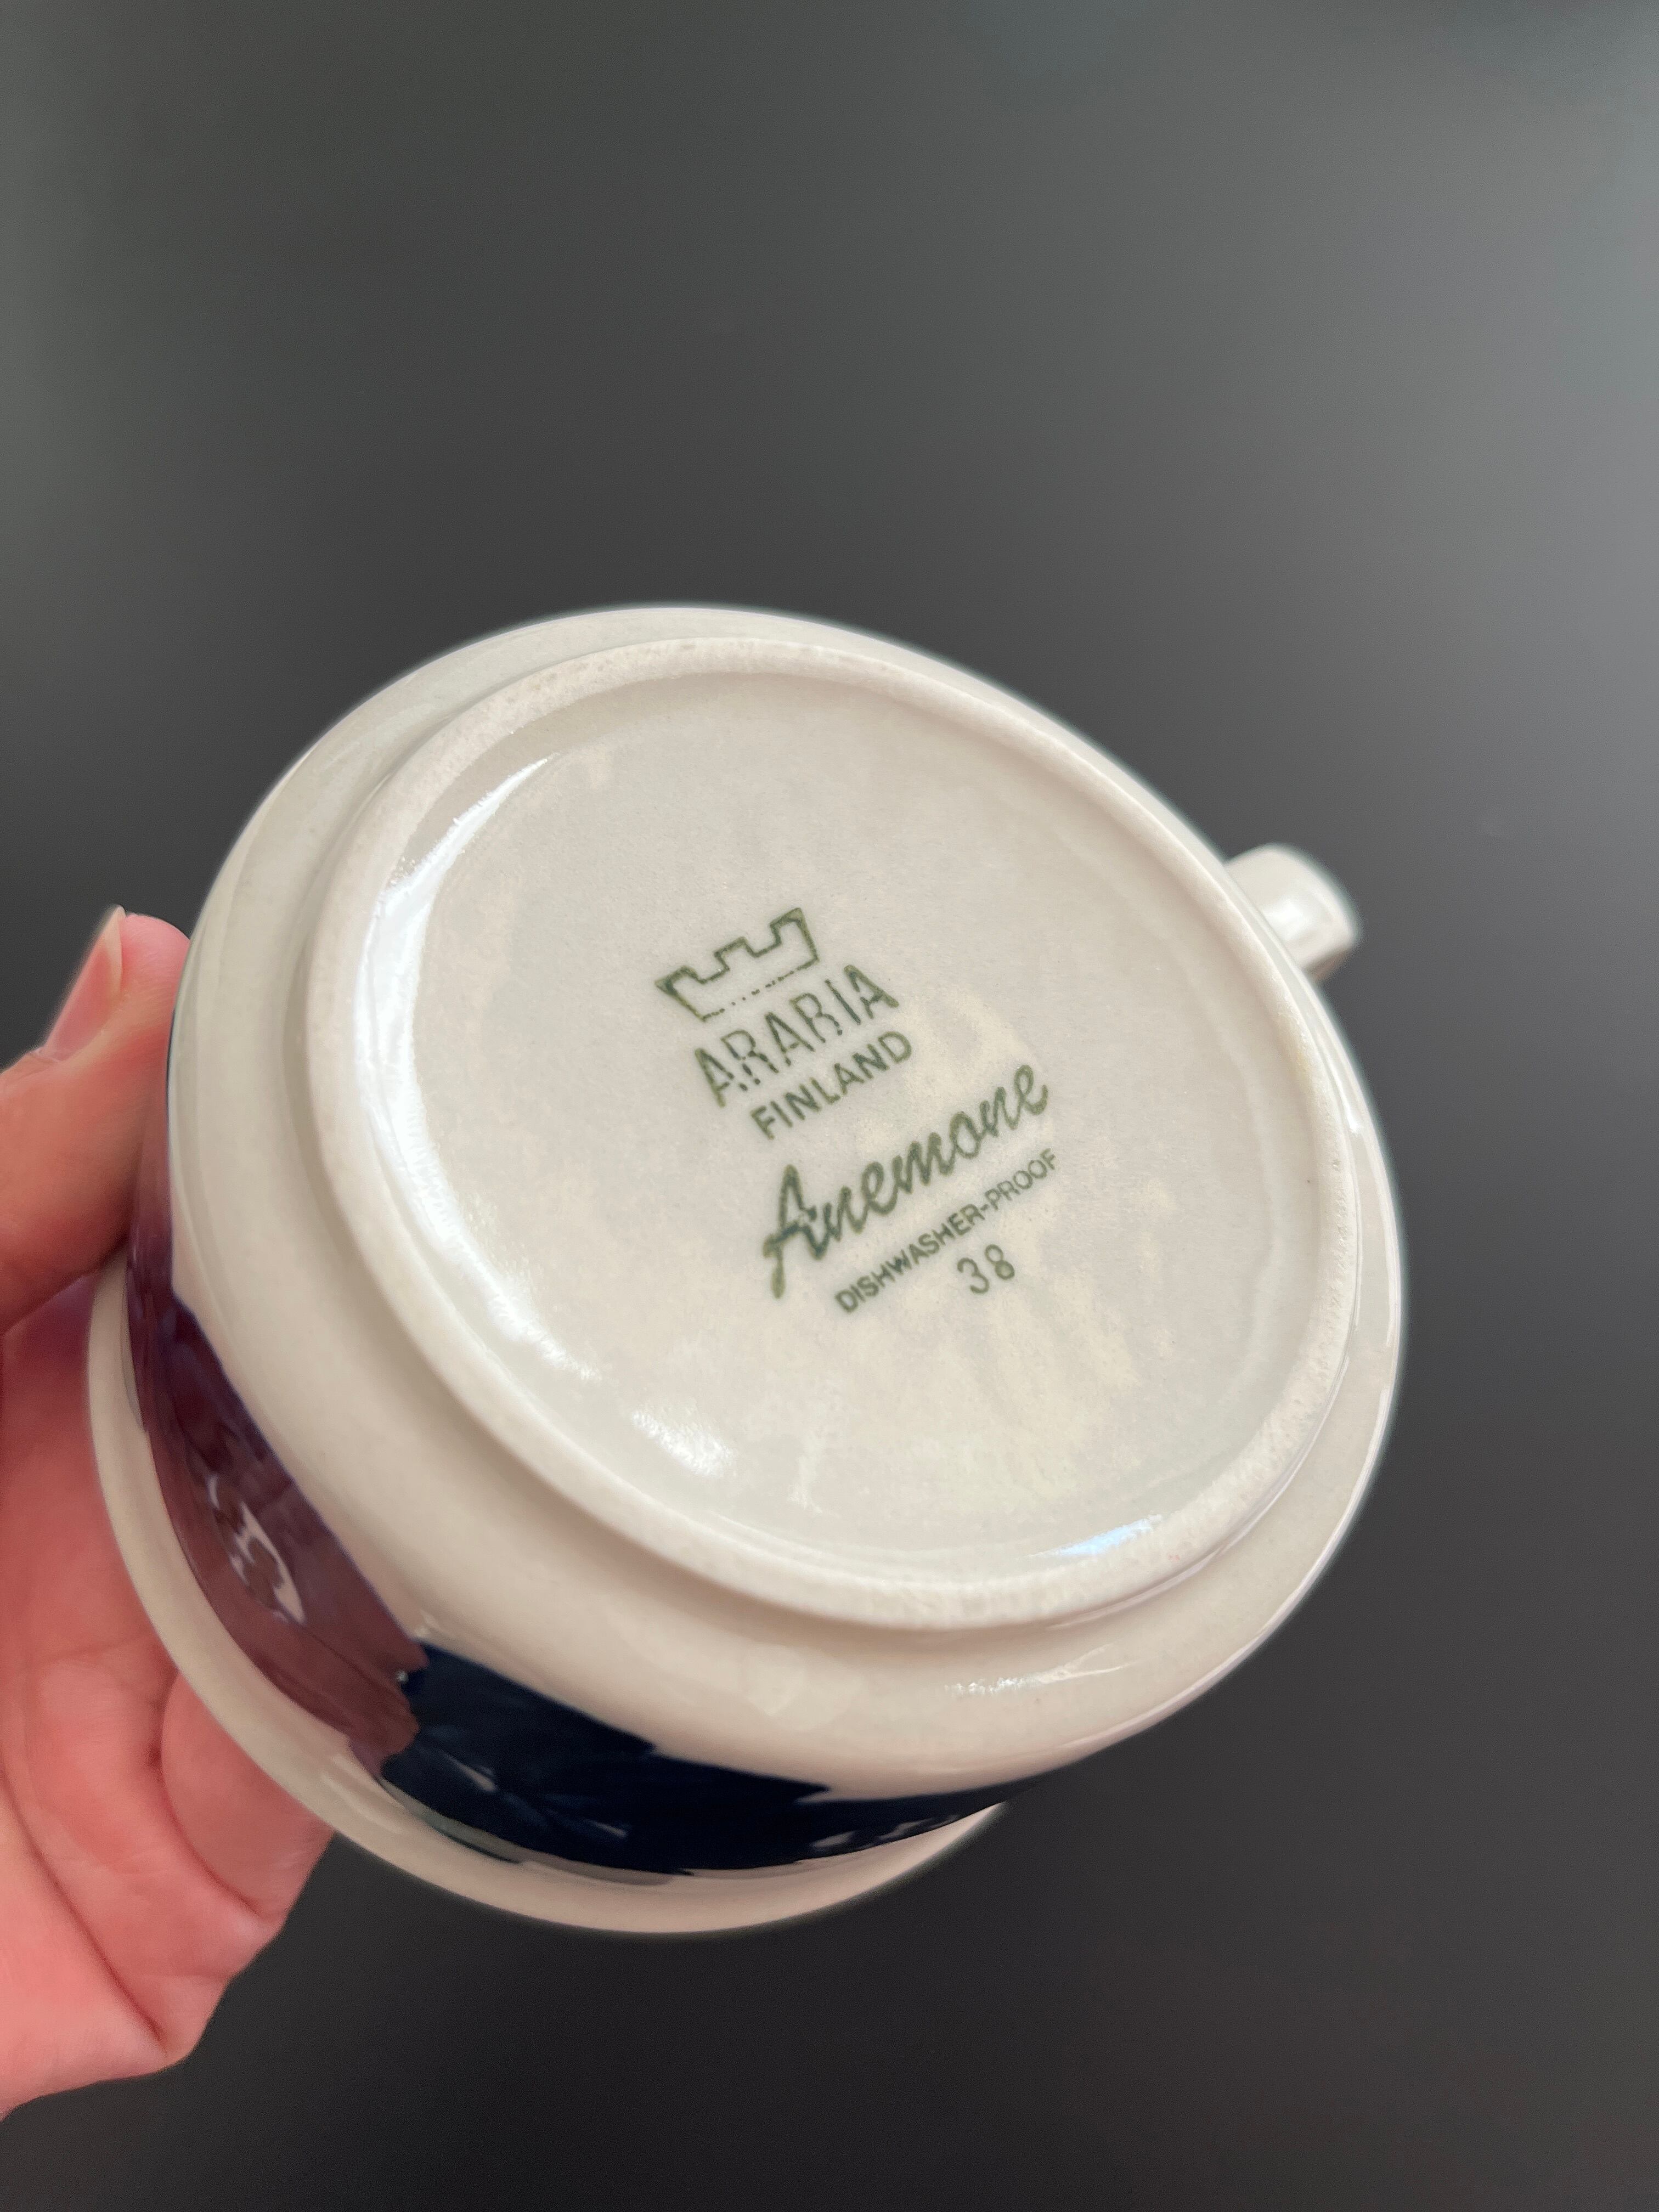 ARABIA
FINLAND
Anemone
DISHWASHER-PROOF
38